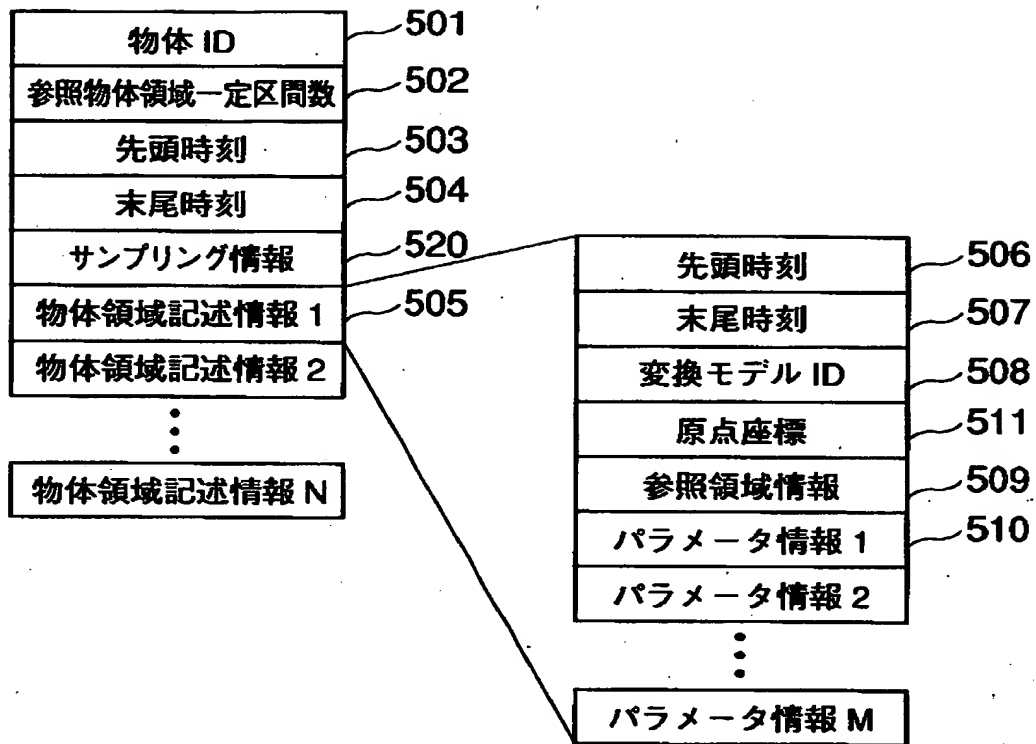 物体 ID 501
参照物体領域一定区間数 502
先頭時刻 503
末尾時刻 504
サンプリング情報 520
物体領域記述情報 1 505
物体領域記述情報 2
物体領域記述情報 N
先頭時刻 506
末尾時刻 507
変換モデル ID 508
原点座標 511
参照領域情報 509
パラメータ情報 1 510
パラメータ情報 2
パラメータ情報 M